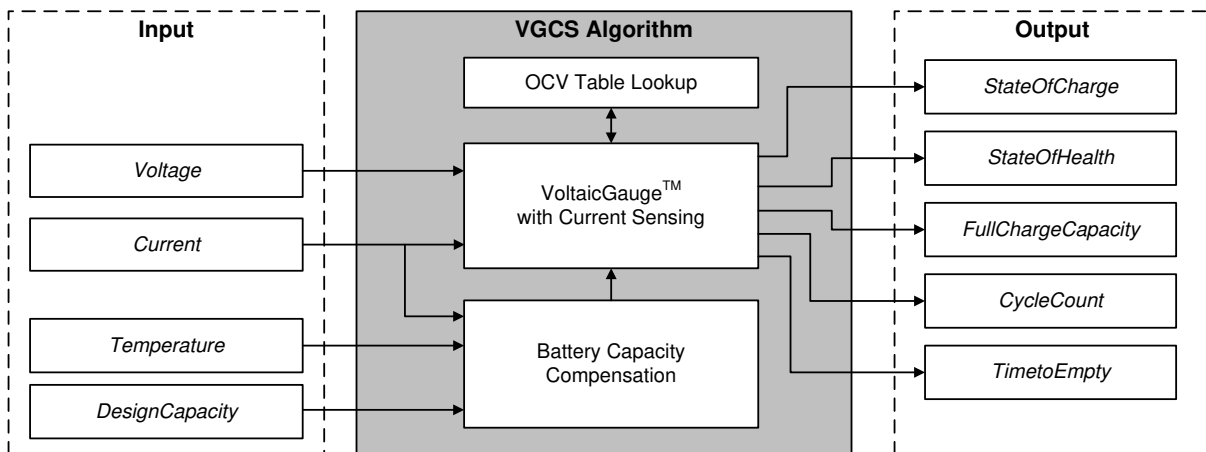 Input
VGCS Algorithm
Output
OCV Table Lookup
StateOfCharge
Voltage
VoltaicGauge™
with Current Sensing
StateOfHealth
Current
FullChargeCapacity
CycleCount
Temperature
Battery Capacity
Compensation
TimetoEmpty
DesignCapacity